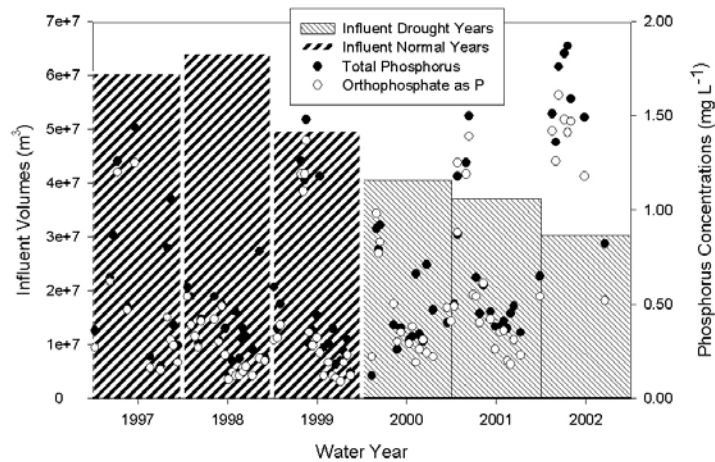 Influent Drought Years
Influent Normal Years
Total Phosphorus
Orthophosphate as P
8e+7
7e+7
6e+7
5e+7
4e+7
3e+7
2e+7
1e+7
0
Influent Volumes (m³)
2.00
1.50
1.00
0.50
0.00
Phosphorus Concentrations (mg L⁻¹)
1997 1998 1999 2000 2001 2002
Water Year